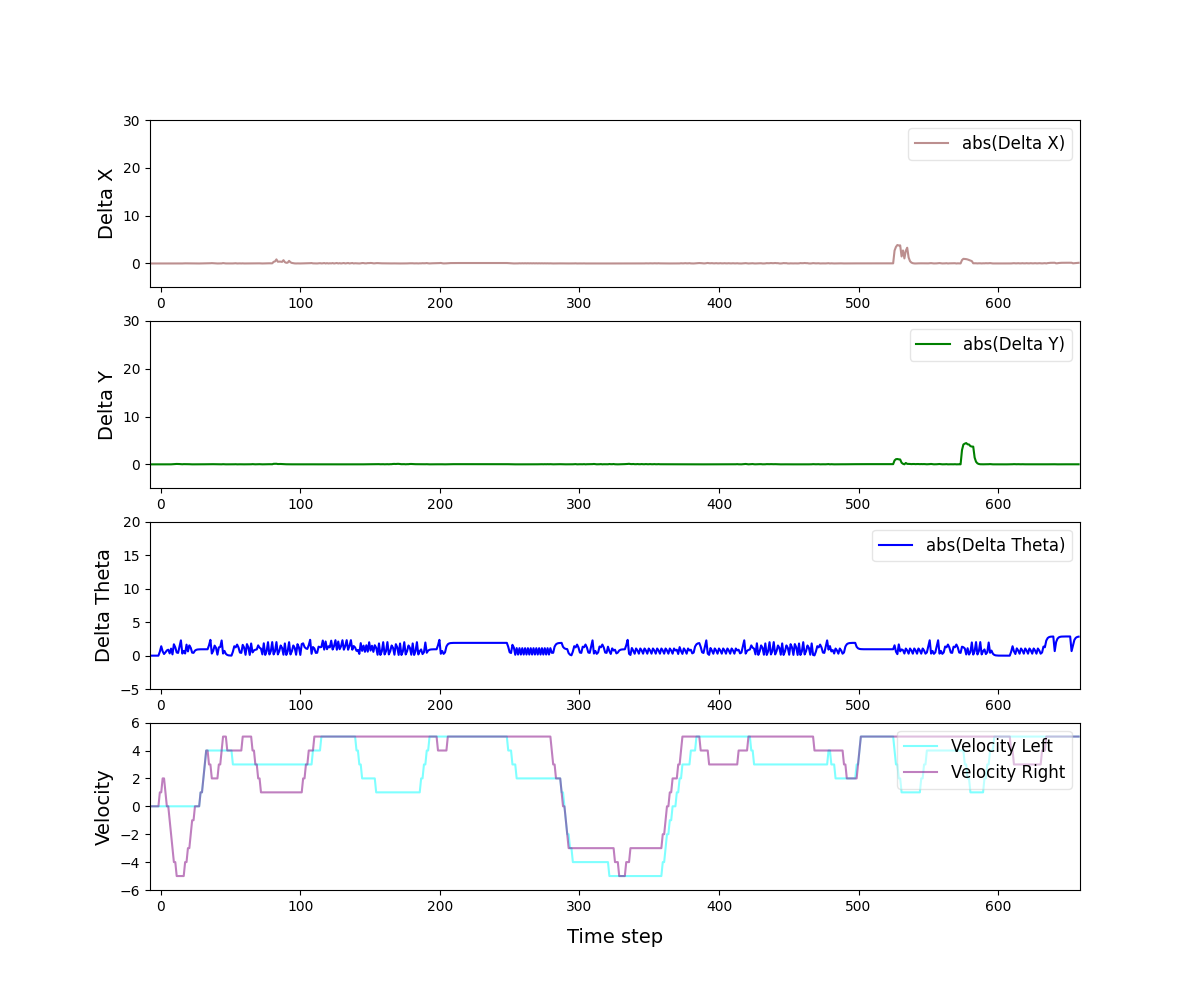 30
20
10
0
Delta X
abs(Delta X)
0 100 200 300 400 500 600
30
20
10
0
Delta Y
abs(Delta Y)
0 100 200 300 400 500 600
20
15
10
5
0
−5
Delta Theta
abs(Delta Theta)
0 100 200 300 400 500 600
6
4
2
0
−2
−4
−6
Velocity
Velocity Left
Velocity Right
0 100 200 300 400 500 600
Time step